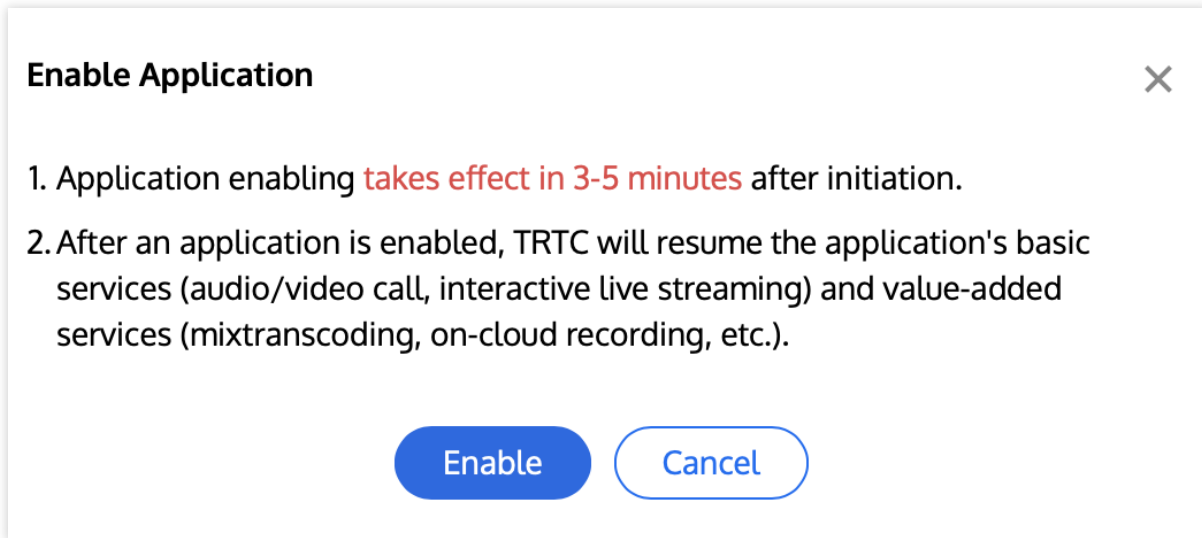 Enable Application
1. Application enabling takes effect in 3-5 minutes after initiation.
2. After an application is enabled, TRTC will resume the application's basic
services (audio/video call, interactive live streaming) and value-added
services (mixtranscoding, on-cloud recording, etc.).
Enable
Cancel